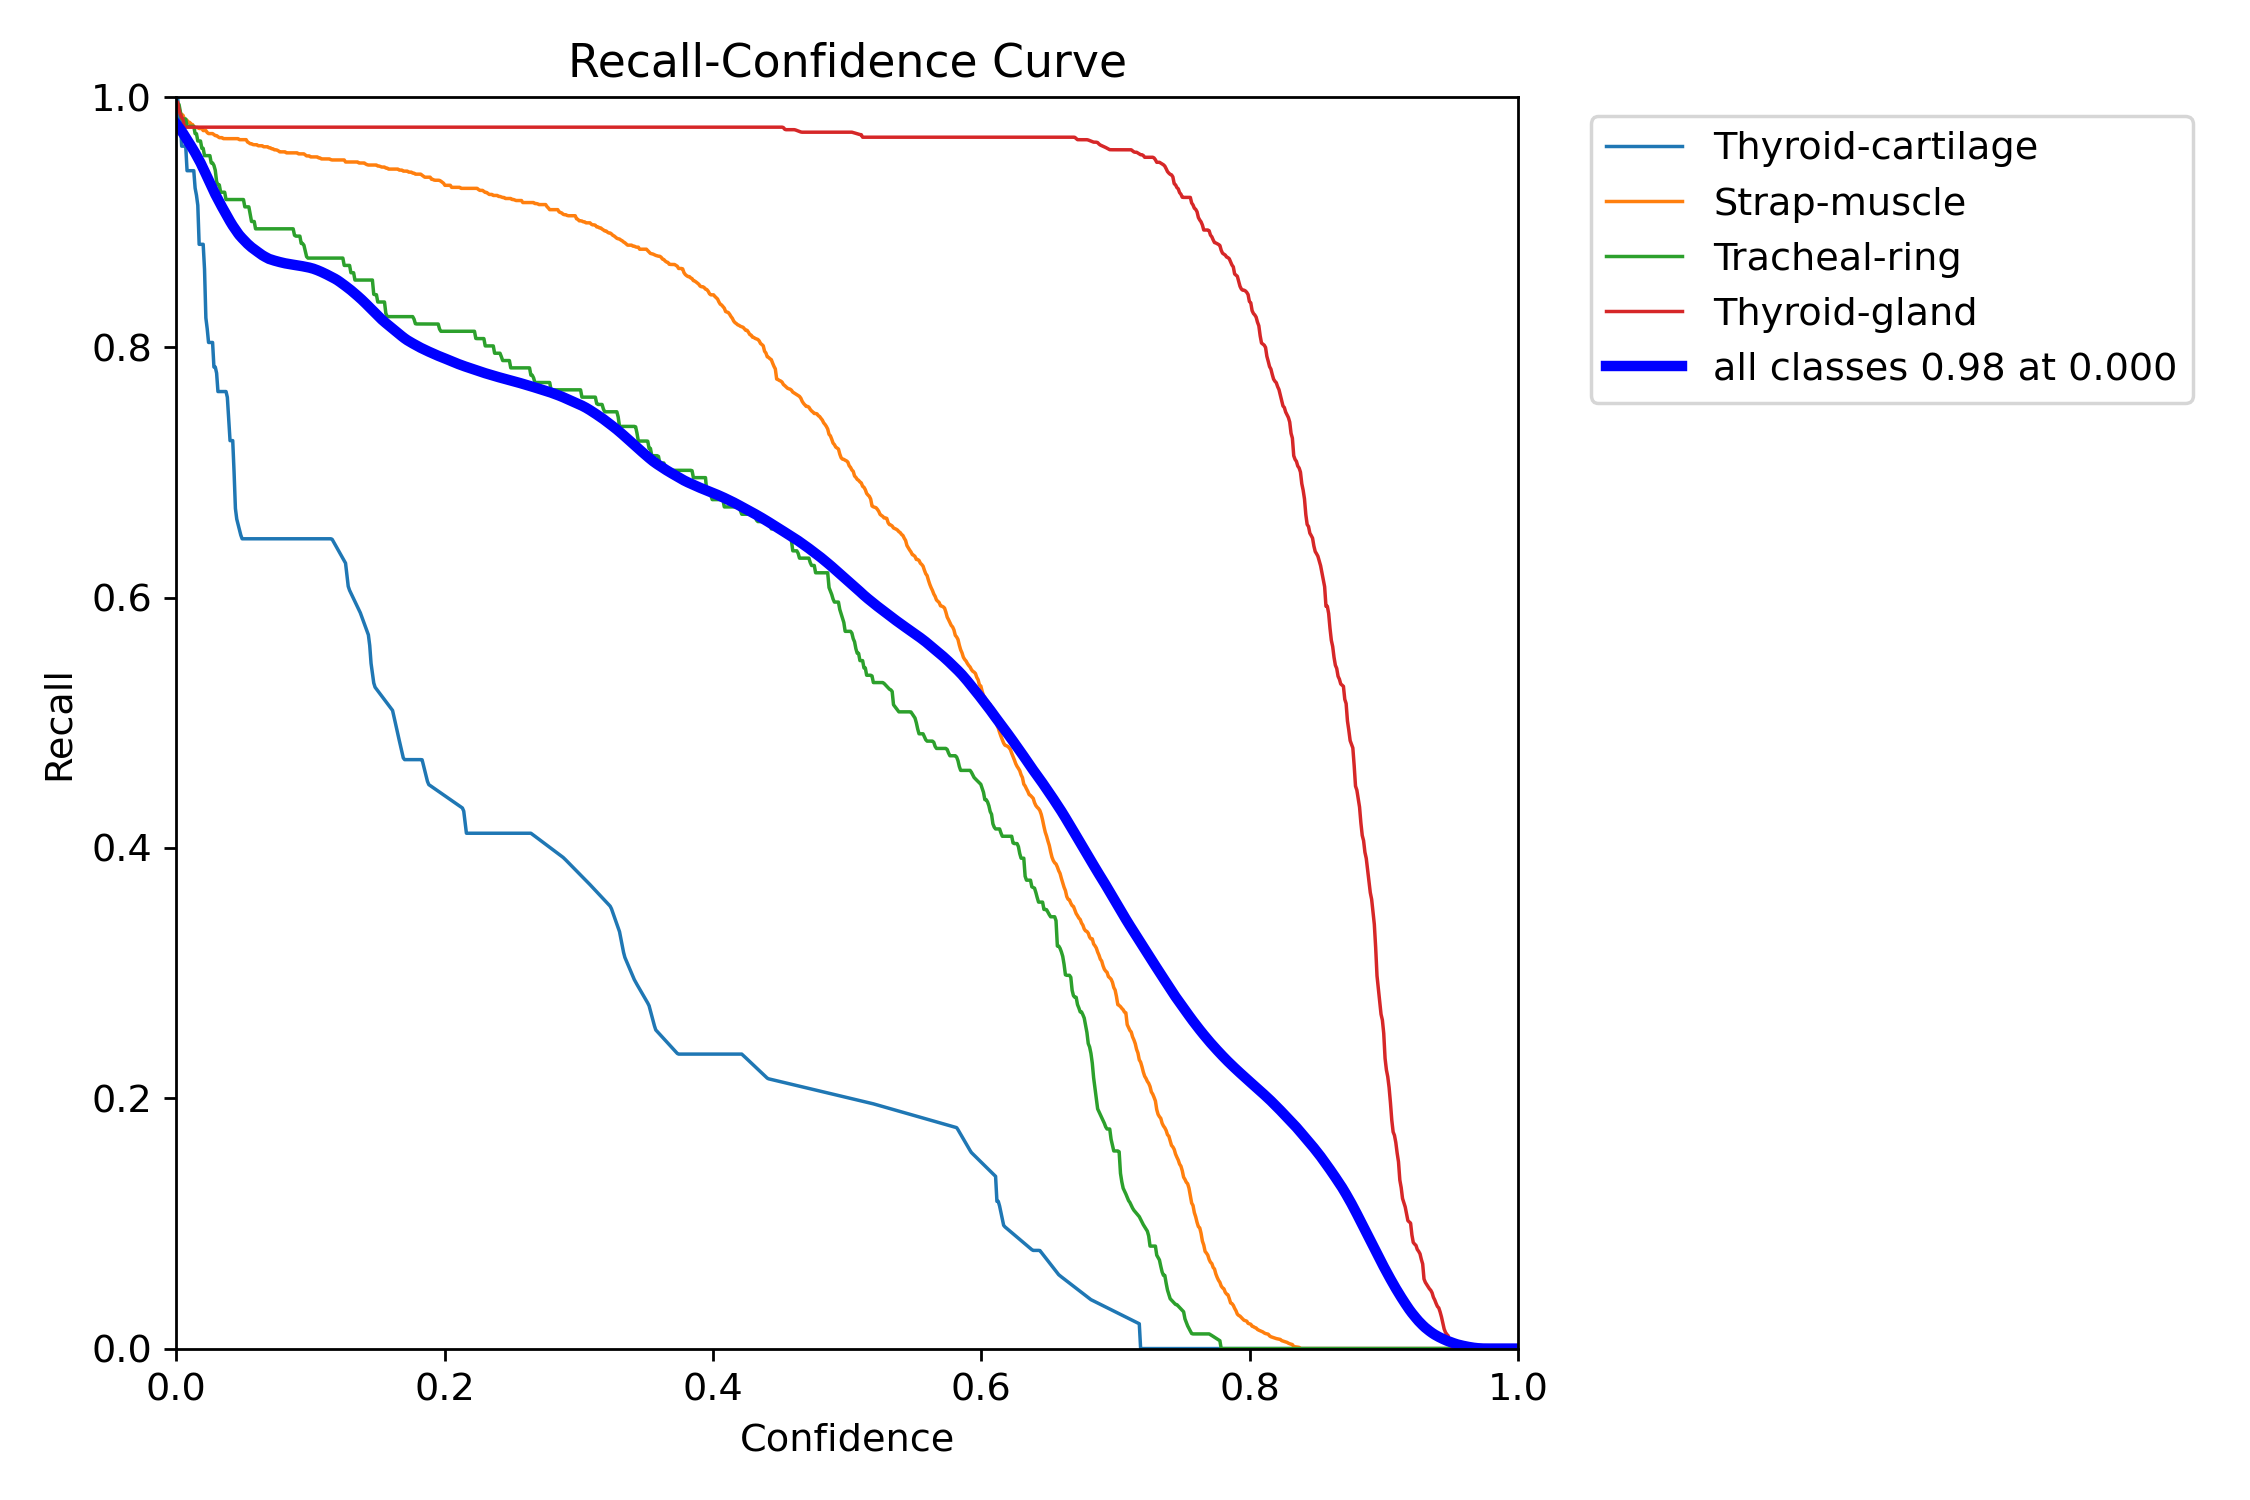 Recall-Confidence Curve
1.0
0.8
0.6
0.4
0.2
0.0
Recall
0.0 0.2 0.4 0.6 0.8 1.0
Confidence
Thyroid-cartilage
Strap-muscle
Tracheal-ring
Thyroid-gland
all classes 0.98 at 0.000